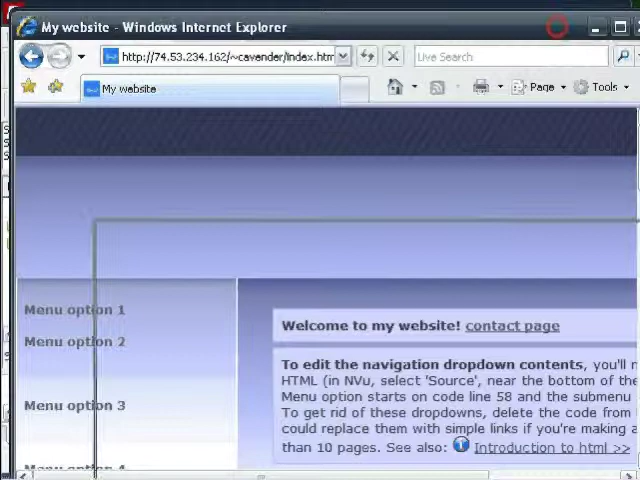 My website - Windows Internet Explorer
http://74.53.234.162/~cavender/index.htm
Live Search
My website
Page
Tools
Menu option 1
Menu option 2
Menu option 3
Menu option 4
Welcome to my website! contact page
To edit the navigation dropdown contents, you'll
HTML (in NVu, select 'Source', near the bottom of the
Menu option starts on code line 58 and the submenu
To get rid of these dropdowns, delete the code from
could replace them with simple links if you're making a
than 10 pages. See also: Introduction to html >>